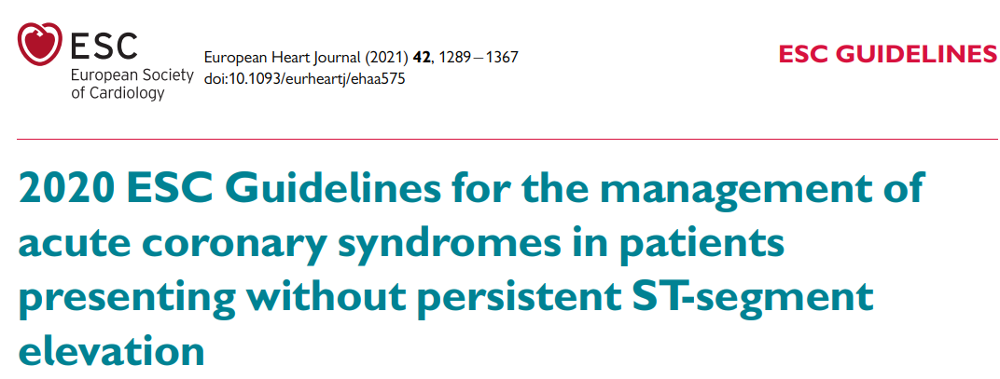 ESC
European Society
of Cardiology
European Heart Journal (2021) 42, 1289−1367
doi:10.1093/eurheartj/ehaa575
ESC GUIDELINES
2020 ESC Guidelines for the management of
acute coronary syndromes in patients
presenting without persistent ST-segment
elevation